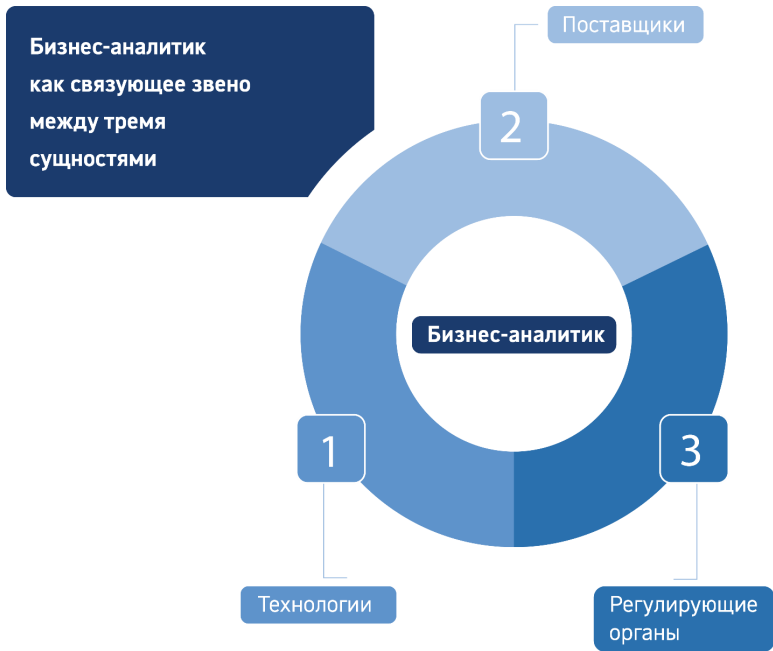 Бизнес-аналитик
как связующее звено
между тремя
сущностями
Поставщики
2
Бизнес-аналитик
1
3
Технологии
Регулирующие
органы